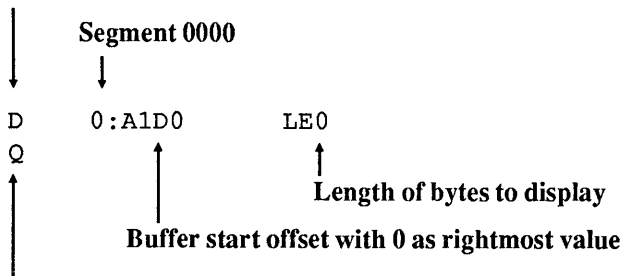 Segment 0000
D 0:A1D0 LE0
Q
Length of bytes to display
Buffer start offset with 0 as rightmost value